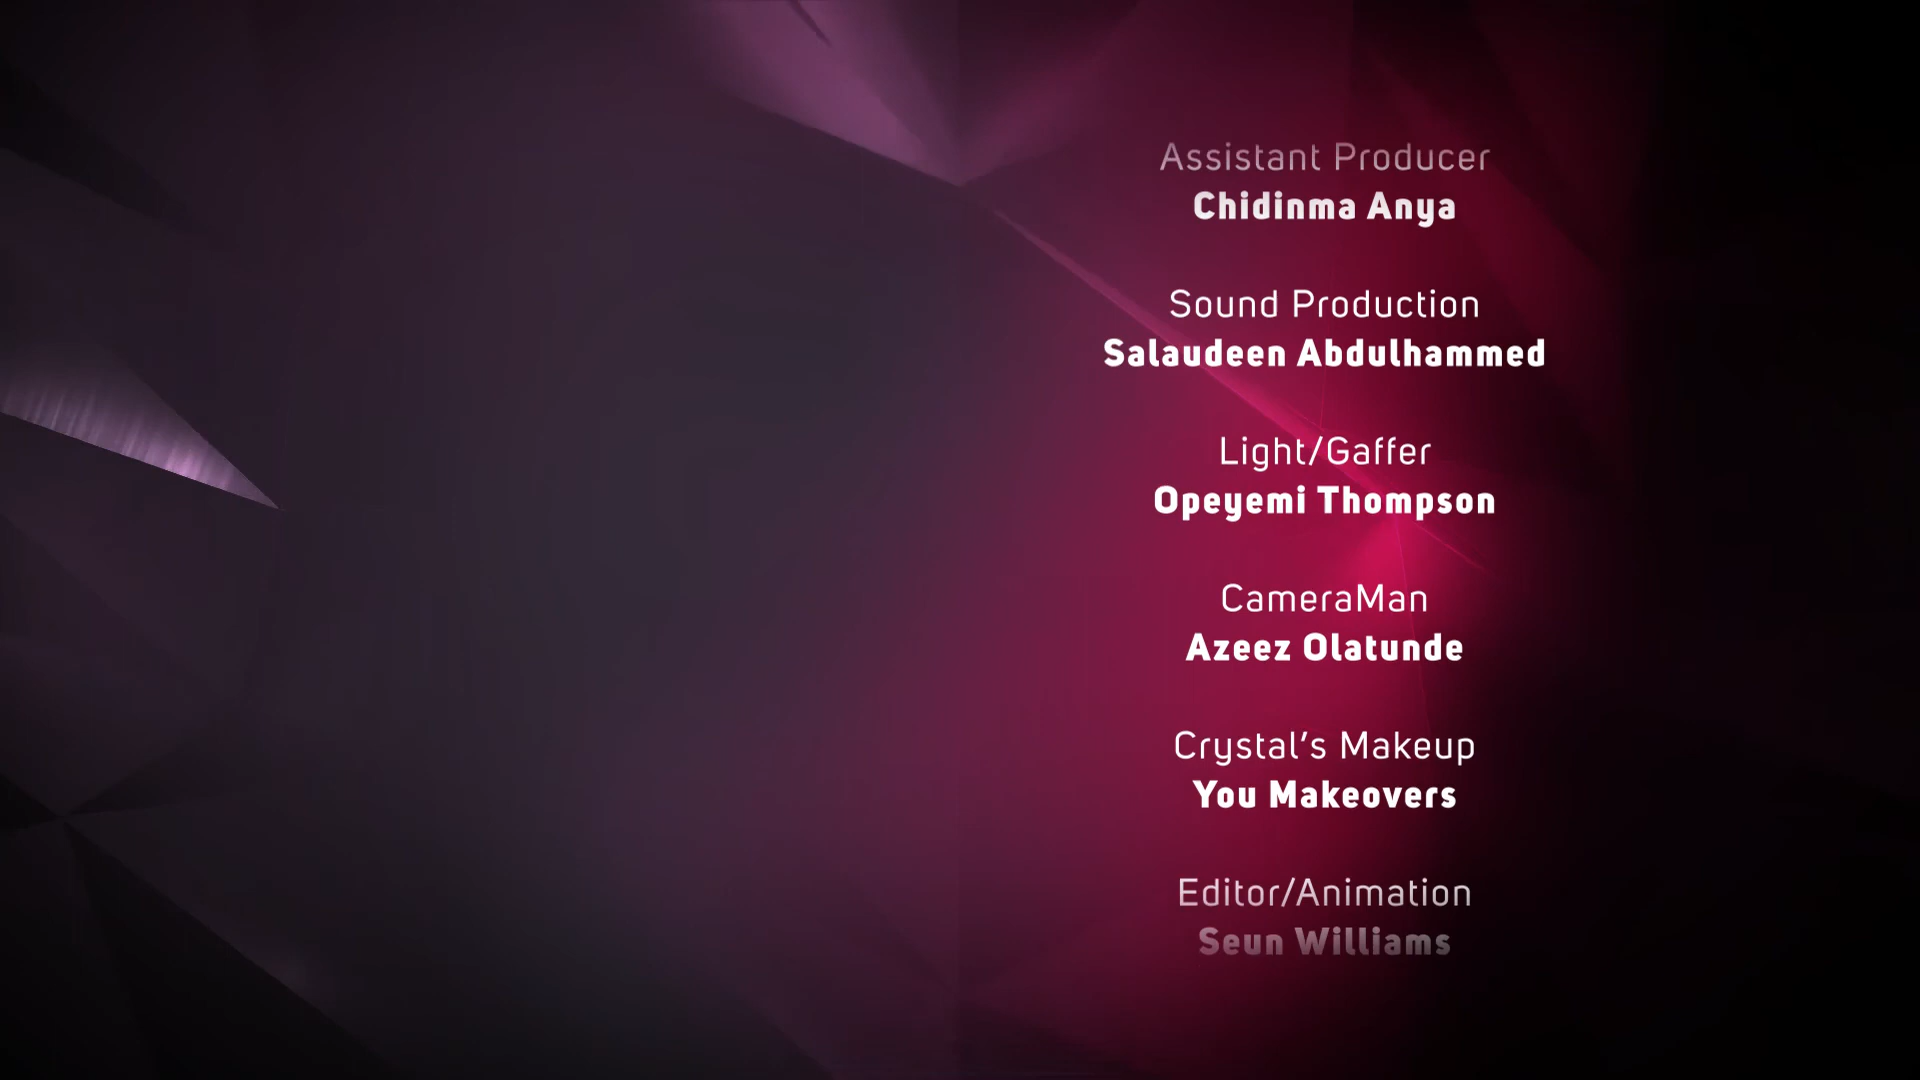 Assistant Producer
Chidinma Anya
Sound Production
Salaudeen Abdulhammed
Light/Gaffer
Opeyemi Thompson
CameraMan
Azeez Olatunde
Crystal's Makeup
You Makeovers
Editor/Animation
Seun Williams